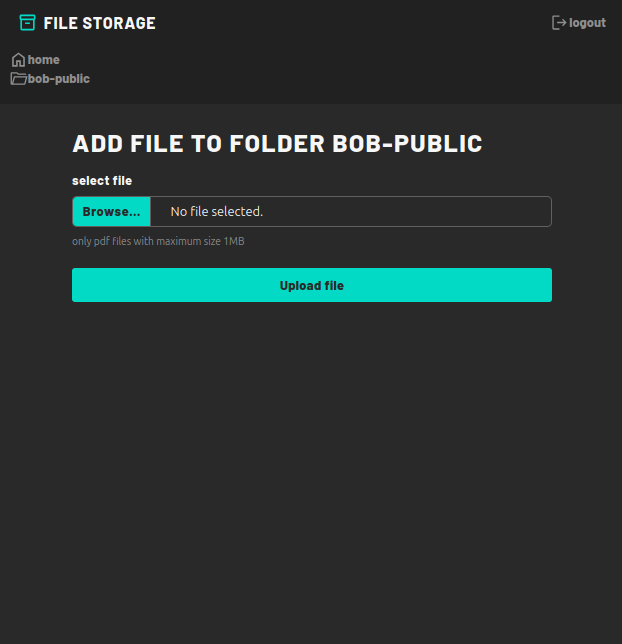 FILE STORAGE
logout
home
bob-public
ADD FILE TO FOLDER BOB-PUBLIC
select file
Browse... No file selected.
only pdf files with maximum size 1MB
Upload file